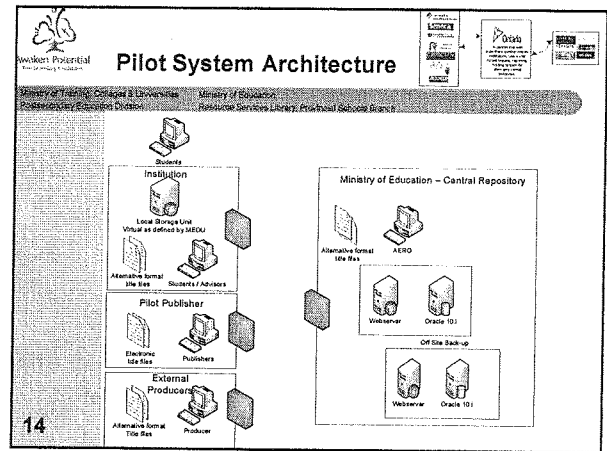 Awaken Potential
Pilot System Architecture
Ontario
Ministry of Training, Colleges & Universities
Ministry of Education
Postsecondary Education Division
Resource Services Library, Provincial Schools Branch
Students
Institution
Local Storage Unit
Virtual as defined by MEDU
Alternative format
title files
Students / Advisors
Pilot Publisher
Electronic
title files
Publishers
External
Producers
Alternative format
Title files
Producer
Ministry of Education – Central Repository
Alternative format
title files
AERO
Webserver
Oracle 10.i
Off Site Back-up
Webserver
Oracle 10.i
14